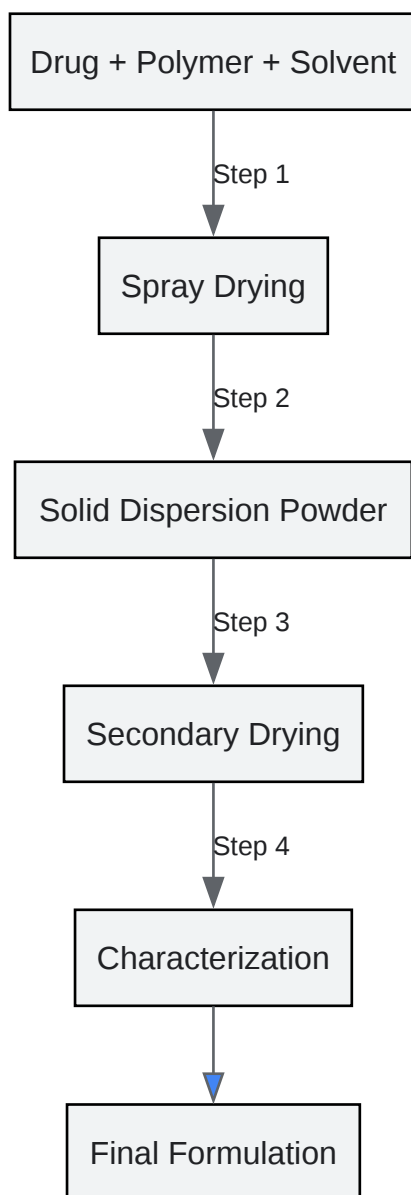 Drug + Polymer + Solvent
Step 1
Spray Drying
Step 2
Solid Dispersion Powder
Step 3
Secondary Drying
Step 4
Characterization
Final Formulation